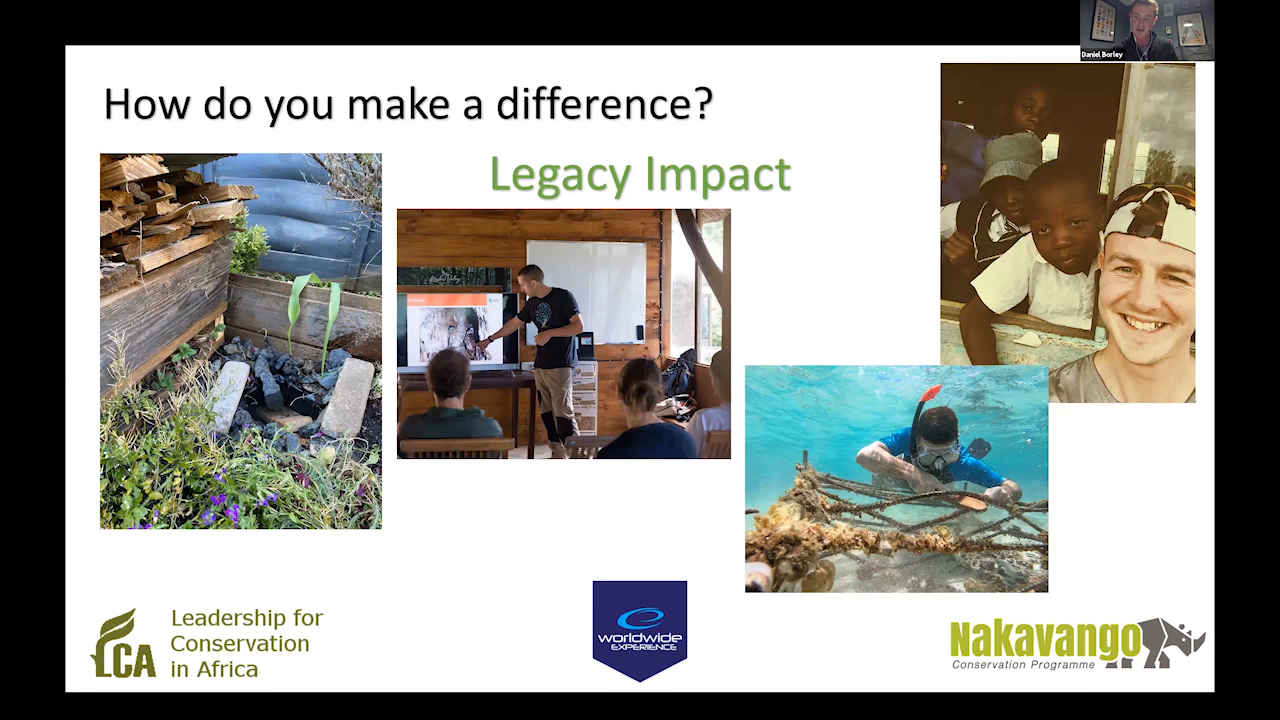 Daniel Borley
How do you make a difference?
Legacy Impact
LCA
Leadership for
Conservation
in Africa
worldwide
EXPERIENCE
Nakavango
Conservation Programme